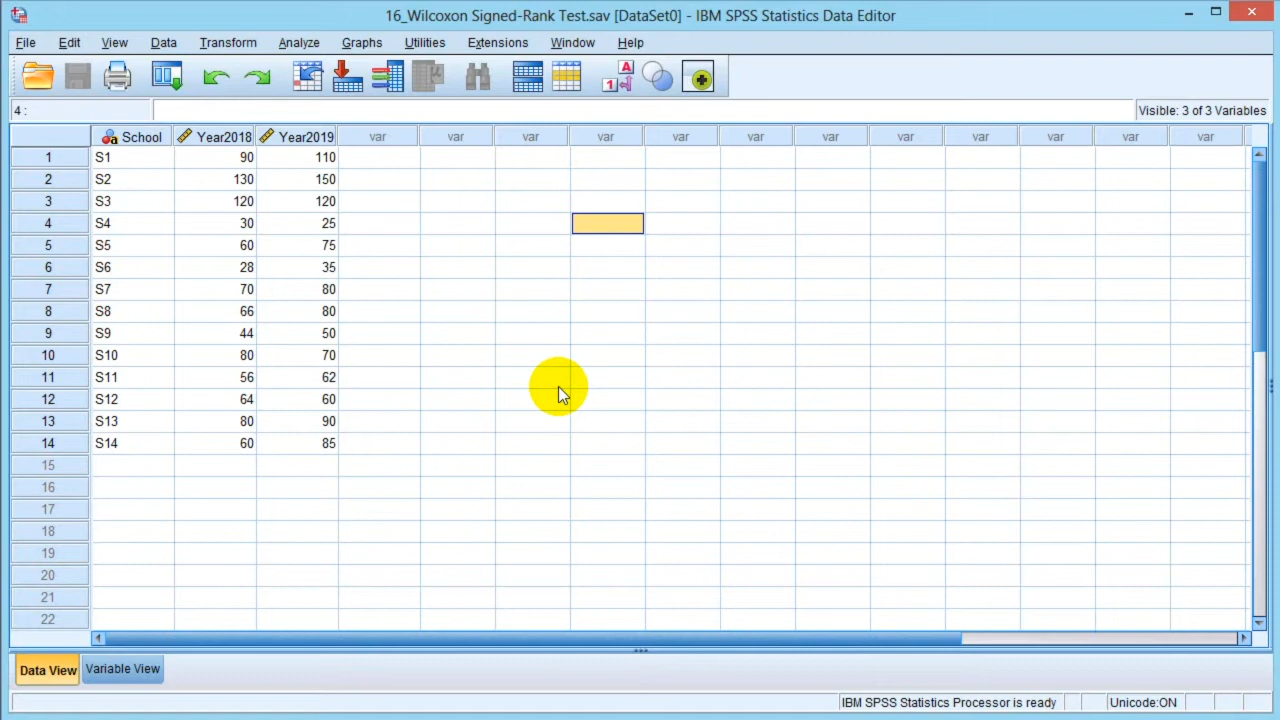 16_Wilcoxon Signed-Rank Test.sav [DataSet0] - IBM SPSS Statistics Data Editor
File Edit View Data Transform Analyze Graphs Utilities Extensions Window Help
1 A
4 :
Visible: 3 of 3 Variables
a School Year2018 Year2019 var var var var var var var var var var var var
1 S1 90 110
2 S2 130 150
3 S3 120 120
4 S4 30 25
5 S5 60 75
6 S6 28 35
7 S7 70 80
8 S8 66 80
9 S9 44 50
10 S10 80 70
11 S11 56 62
12 S12 64 60
13 S13 80 90
14 S14 60 85
15
16
17
18
19
20
21
22
Data View Variable View
IBM SPSS Statistics Processor is ready Unicode:ON